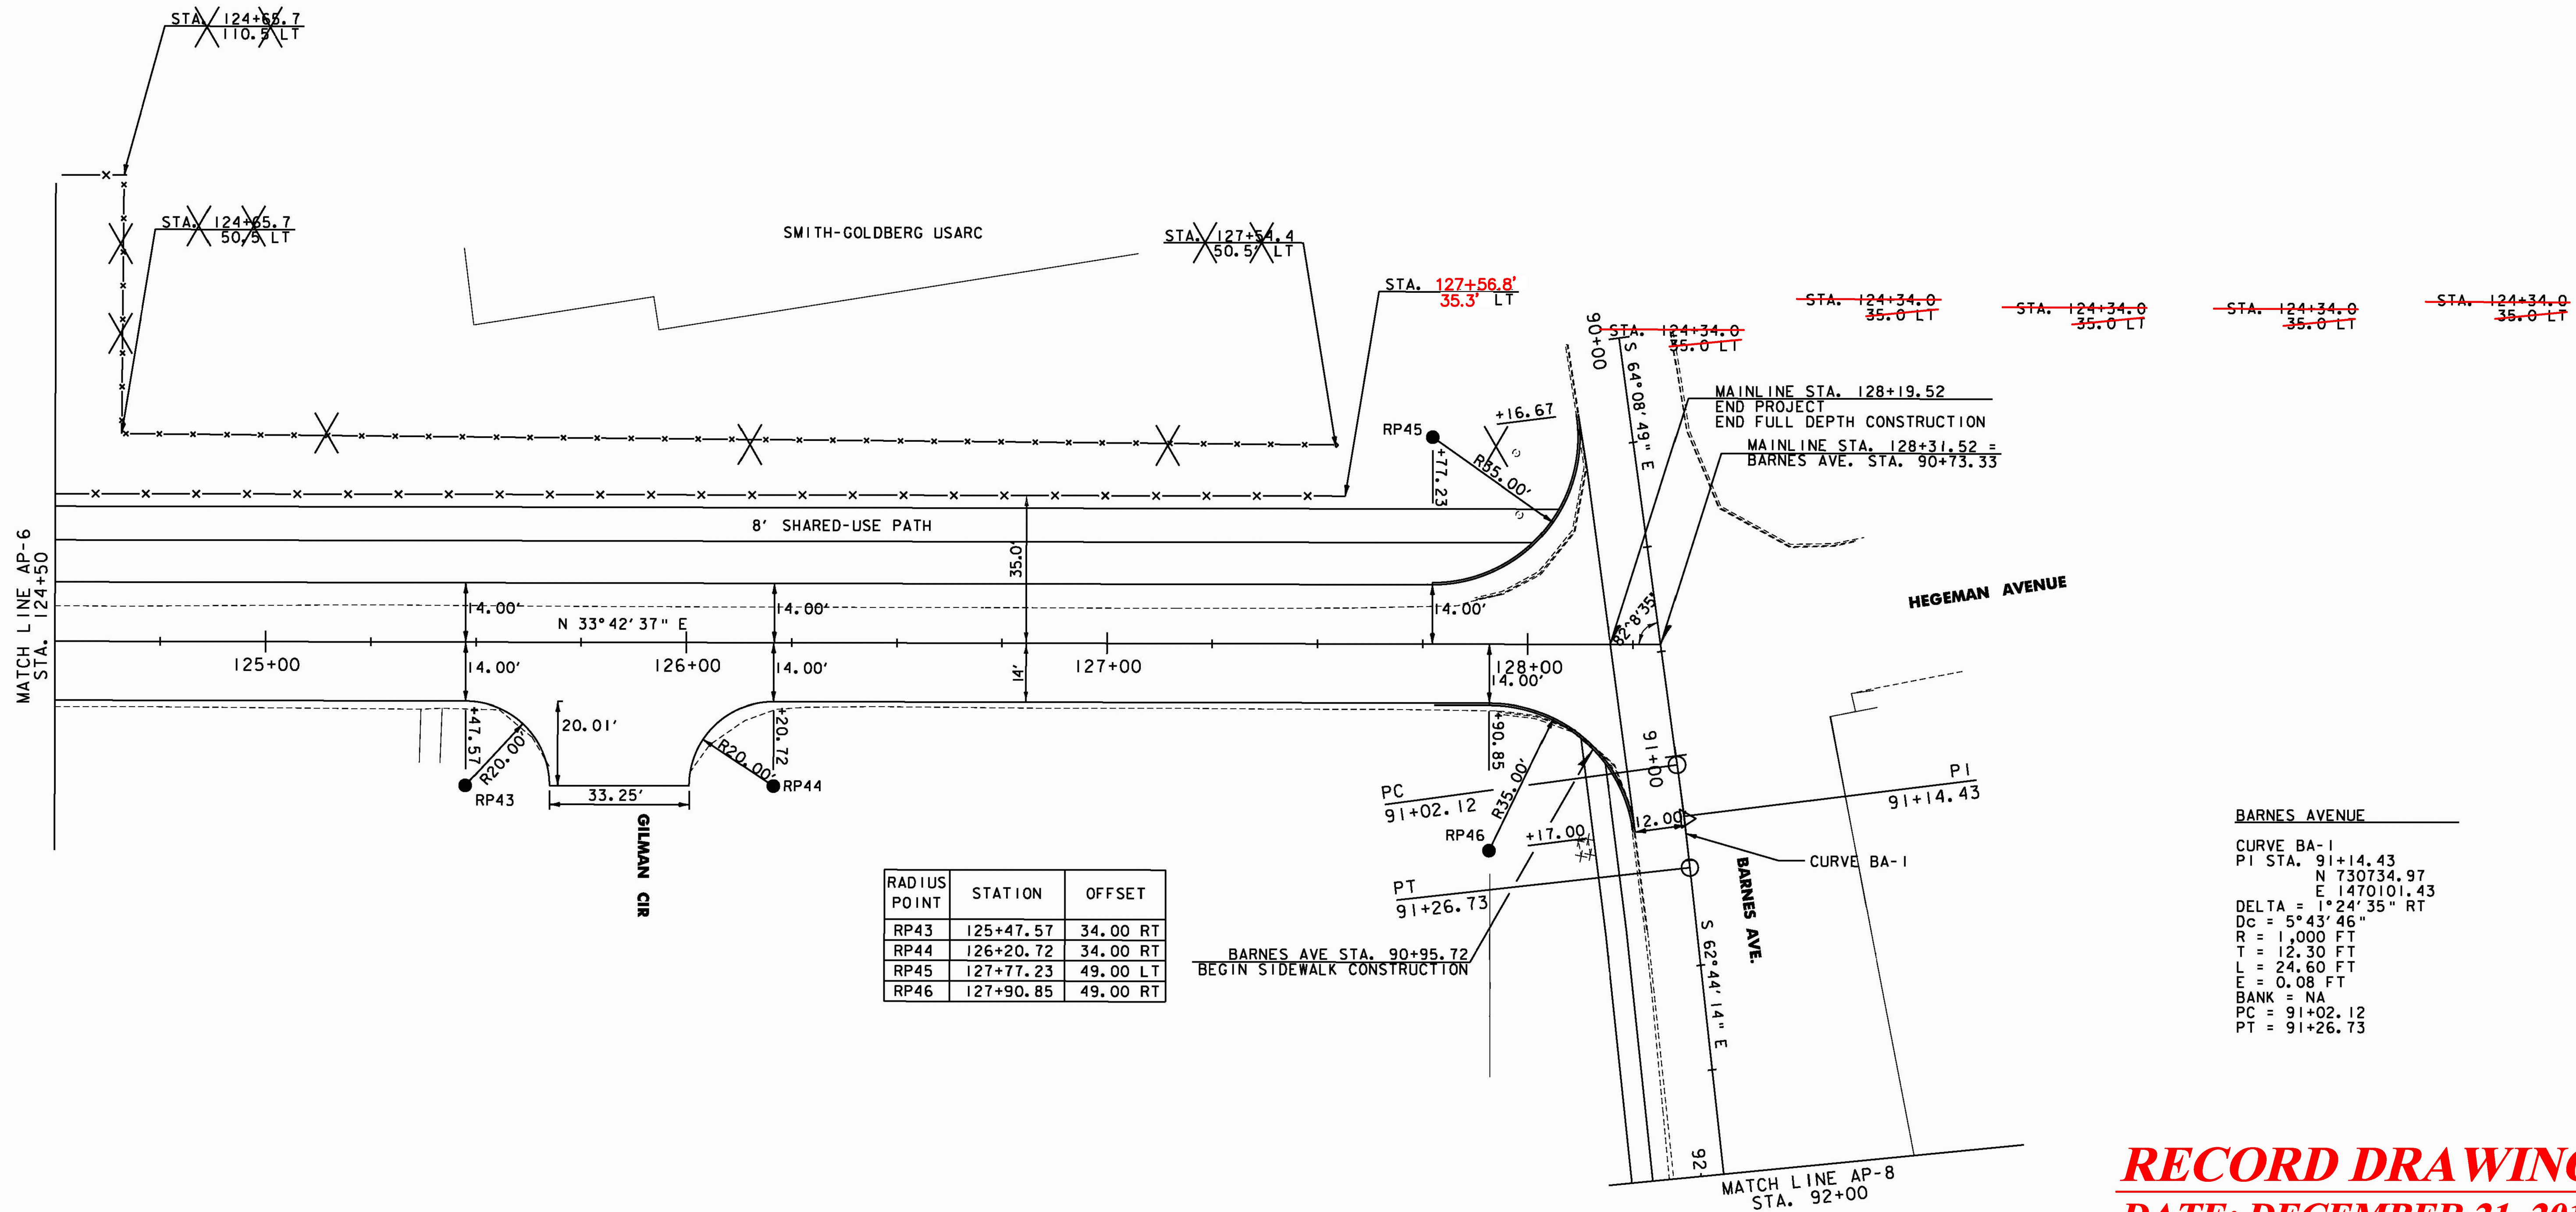 STA. 124+65.7
110.5 LT
STA. 124+65.7
50.5 LT
SMITH-GOLDBERG USARC
STA. 127+54.4
50.5' LT
STA. 127+56.8'
35.3' LT
STA. 124+34.0
35.0 LT
STA. 124+34.0
35.0 LT
STA. 124+34.0
35.0 LT
STA. 124+34.0
35.0 LT
STA. 124+34.0
35.0 LT
90+00
S 64°08'49" E
MAINLINE STA. 128+19.52
END PROJECT
END FULL DEPTH CONSTRUCTION
MAINLINE STA. 128+31.52 =
BARNES AVE. STA. 90+73.33
+16.67
RP45
+77.23
R35.00'
8' SHARED-USE PATH
35.0'
MATCH LINE AP-6
STA. 124+50
14.00'
14.00'
14.00'
N 33°42'37" E
82°8'35"
HEGEMAN AVENUE
125+00
14.00'
126+00
14.00'
14'
127+00
128+00
14.00'
+47.57
R20.00'
20.01'
+20.72
R20.00'
RP43
33.25'
RP44
GILMAN CIR
+90.85
R35.00'
91+00
PC
91+02.12
PI
91+14.43
RP46
+17.00
12.00'
CURVE BA-1
PT
91+26.73
BARNES AVE.
S 62°44'14" E
BARNES AVE STA. 90+95.72
BEGIN SIDEWALK CONSTRUCTION
RADIUS POINT STATION OFFSET
RP43 125+47.57 34.00 RT
RP44 126+20.72 34.00 RT
RP45 127+77.23 49.00 LT
RP46 127+90.85 49.00 RT
BARNES AVENUE
CURVE BA-1
PI STA. 91+14.43
N 730734.97
E 1470101.43
DELTA = 1°24'35" RT
Dc = 5°43'46"
R = 1,000 FT
T = 12.30 FT
L = 24.60 FT
E = 0.08 FT
BANK = NA
PC = 91+02.12
PT = 91+26.73
92
MATCH LINE AP-8
STA. 92+00
RECORD DRAWING
DATE: DECEMBER 21, 20